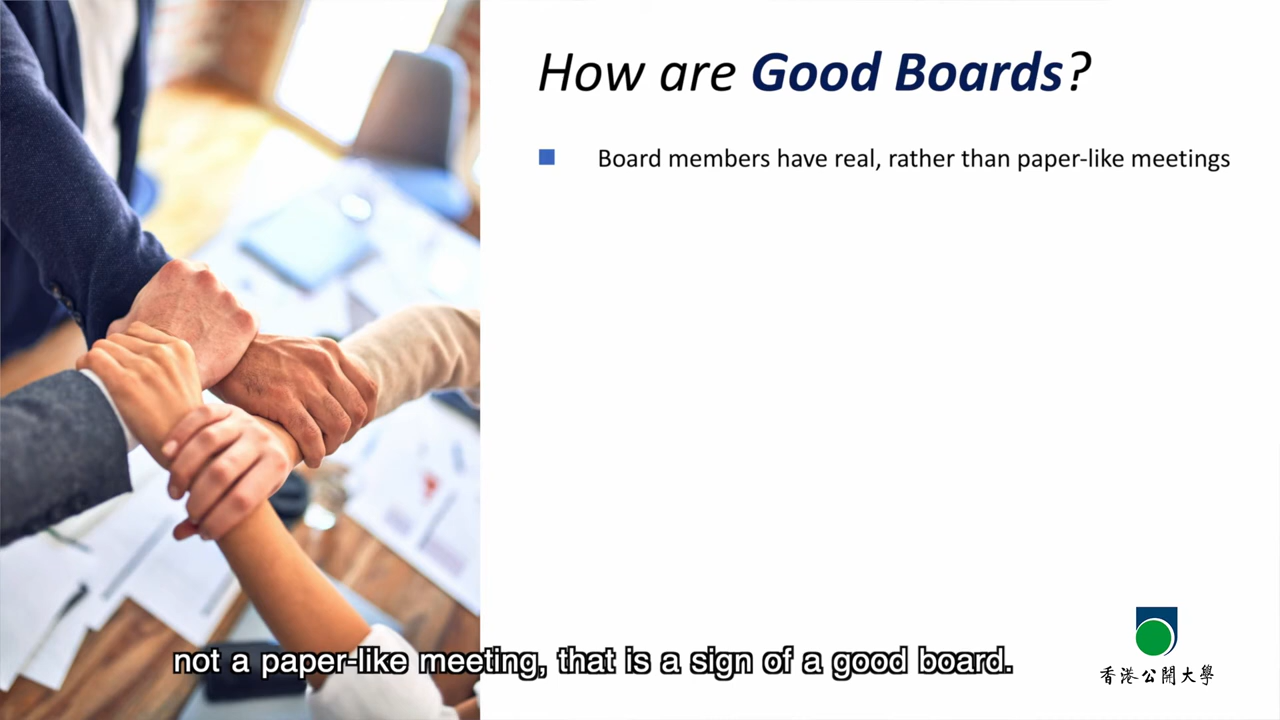 How are Good Boards?
Board members have real, rather than paper-like meetings
not a paper-like meeting, that is a sign of a good board.
香港公開大學